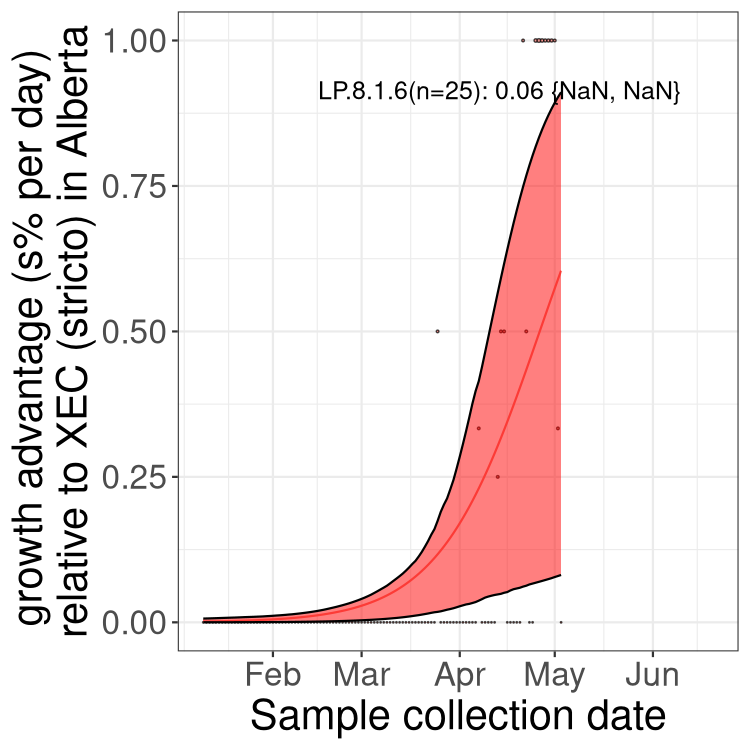 growth advantage (s% per day)
relative to XEC (stricto) in Alberta
1.00
0.75
0.50
0.25
0.00
LP.8.1.6(n=25): 0.06 {NaN, NaN}
Feb Mar Apr May Jun
Sample collection date